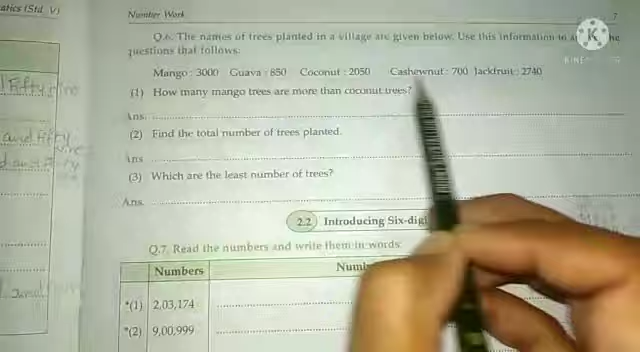 atics (Std. V)
Number Work
7
Q.6. The names of trees planted in a village are given below. Use this information to he
questions that follows.
Mango : 3000 Guava : 850 Coconut : 2050 Cashewnut : 700 Jackfruit : 2740
(1) How many mango trees are more than coconut trees?
Ans.
(2) Find the total number of trees planted.
Ans
(3) Which are the least number of trees?
Ans.
2.2 Introducing Six-digi
Q.7. Read the numbers and write them in words:
Numbers Numb
*(1) 2,03,174
*(2) 9,00,999
K